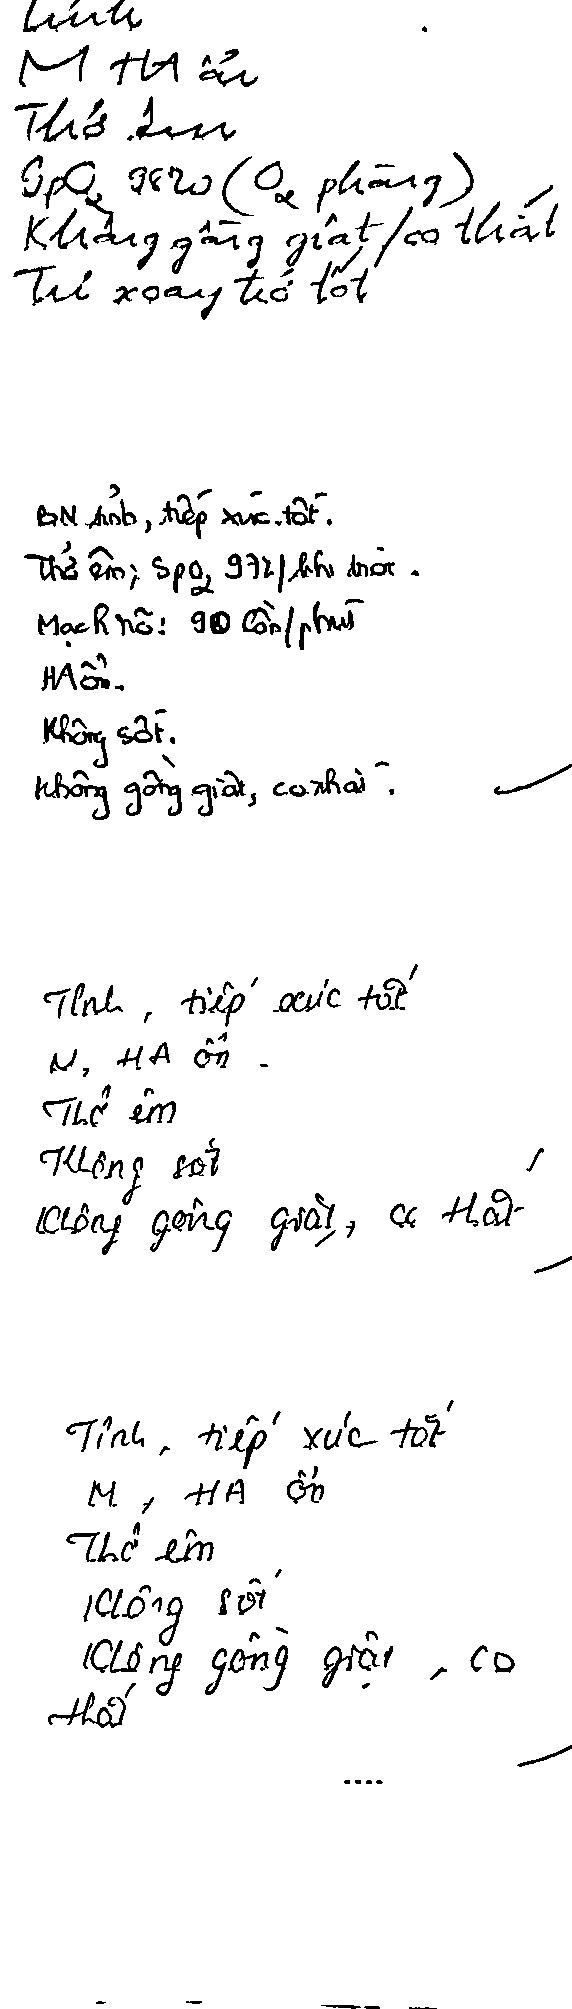 Tỉnh
M HA ổn
Thở êm
SpO2 98% (O2 phòng)
Không gồng giật/co thắt
Tự xoay trở tốt
BN tỉnh, tiếp xúc tốt.
Thở êm; SpO2 97%/khí trời.
Mạch rõ: 90 lần/phút
HA ổn.
Không sốt.
Không gồng giật, co thắt.
Tỉnh, tiếp xúc tốt
M, HA ổn.
Thở êm
Không sốt
Không gồng giật, co thắt
Tỉnh, tiếp xúc tốt
M, HA ổn
Thở êm
Không sốt
Không gồng giật, co
thắt
....